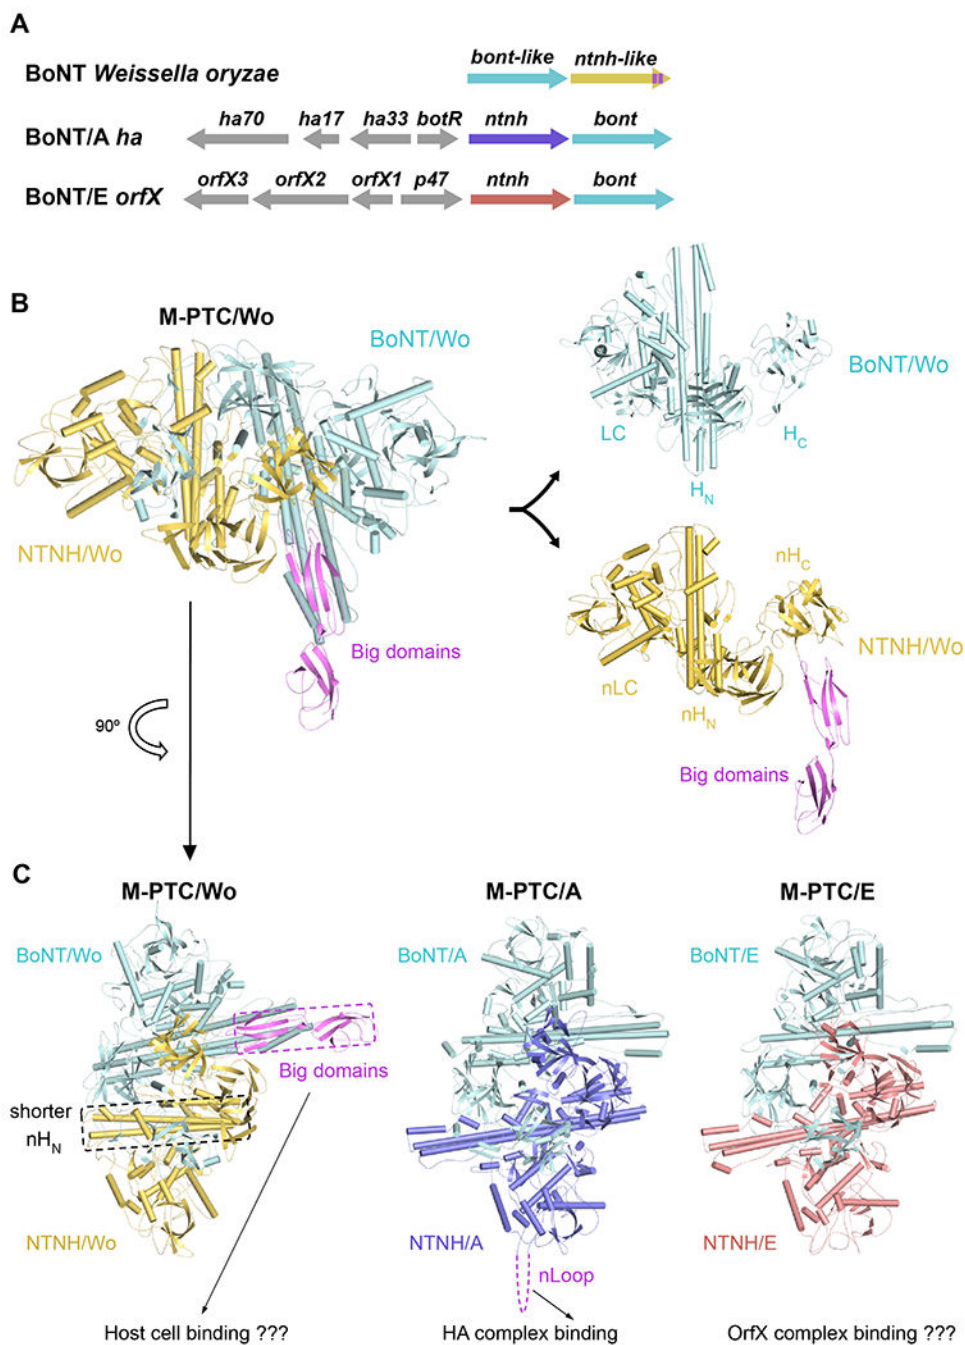 A
BoNT Weissella oryzae
bont-like ntnh-like
BoNT/A ha
ha70 ha17 ha33 botR ntnh bont
BoNT/E orfX
orfX3 orfX2 orfX1 p47 ntnh bont
B
M-PTC/Wo
BoNT/Wo
NTNH/Wo
Big domains
BoNT/Wo
LC
HC
HN
nHC
NTNH/Wo
nLC
nHN
Big domains
90º
C
M-PTC/Wo
BoNT/Wo
Big domains
shorter
nHN
NTNH/Wo
Host cell binding ???
M-PTC/A
BoNT/A
NTNH/A
nLoop
HA complex binding
M-PTC/E
BoNT/E
NTNH/E
OrfX complex binding ???